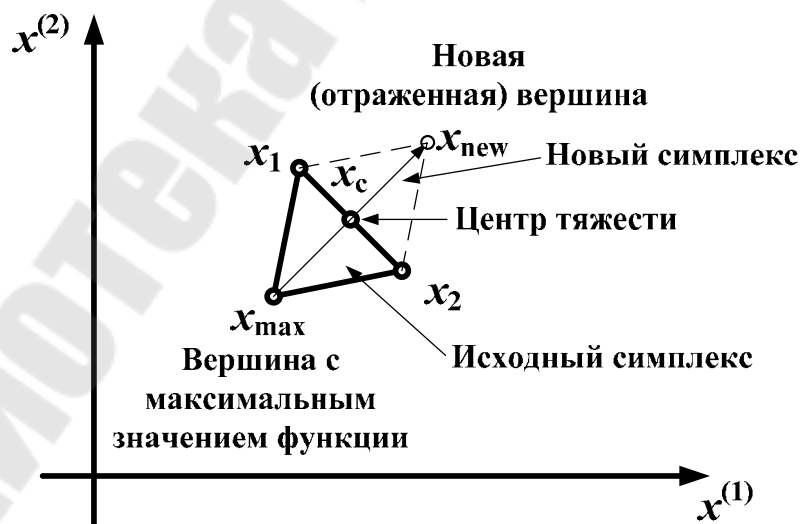 x(2)
Новая
(отраженная) вершина
x1
xnew
xc
Новый симплекс
Центр тяжести
x2
xmax
Вершина с
максимальным
значением функции
Исходный симплекс
x(1)